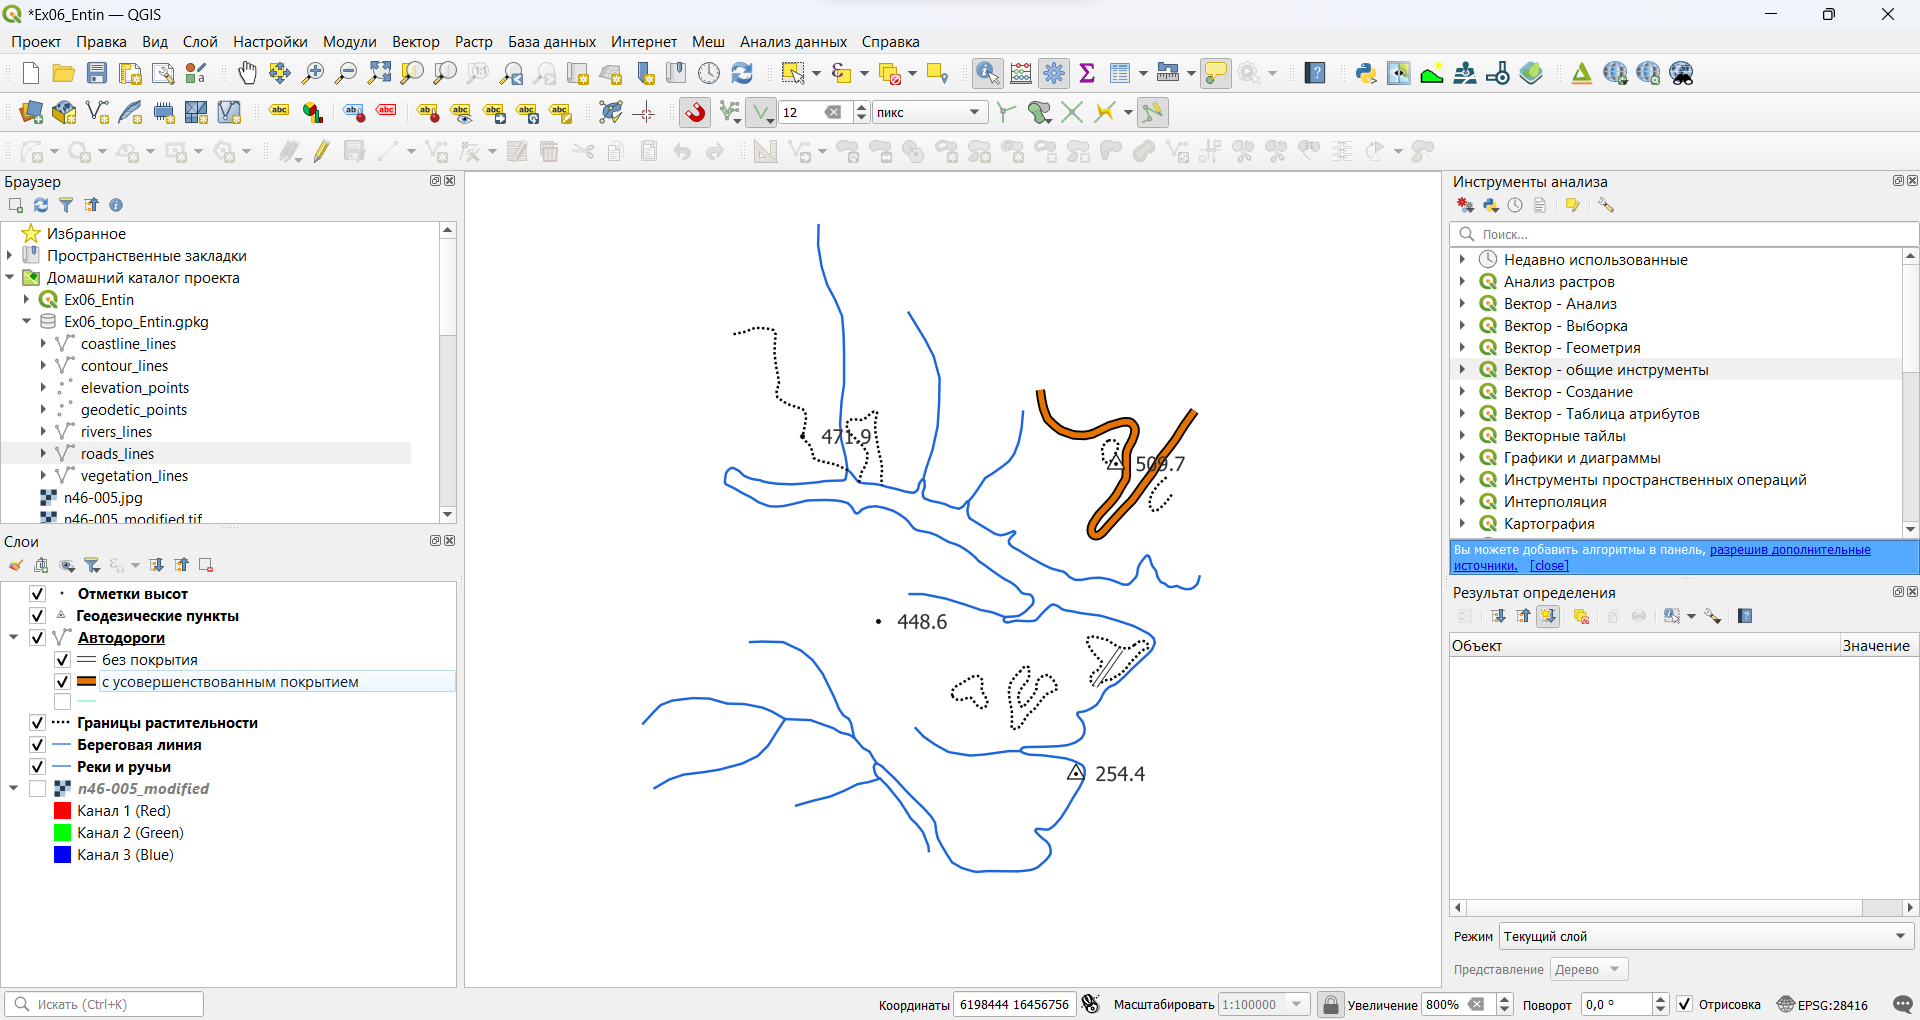 *Ex06_Entin — QGIS
Проект Правка Вид Слой Настройки Модули Вектор Растр База данных Интернет Меш Анализ данных Справка
12 пикс
Браузер
Избранное
Пространственные закладки
Домашний каталог проекта
Ex06_Entin
Ex06_topo_Entin.gpkg
coastline_lines
contour_lines
elevation_points
geodetic_points
rivers_lines
roads_lines
vegetation_lines
n46-005.jpg
n46-005_modified.tif
Слои
Отметки высот
Геодезические пункты
Автодороги
без покрытия
с усовершенствованным покрытием
Границы растительности
Береговая линия
Реки и ручьи
n46-005_modified
Канал 1 (Red)
Канал 2 (Green)
Канал 3 (Blue)
471.9
509.7
448.6
254.4
Инструменты анализа
Поиск...
Недавно использованные
Анализ растров
Вектор - Анализ
Вектор - Выборка
Вектор - Геометрия
Вектор - общие инструменты
Вектор - Создание
Вектор - Таблица атрибутов
Векторные тайлы
Графики и диаграммы
Инструменты пространственных операций
Интерполяция
Картография
Вы можете добавить алгоритмы в панель, разрешив дополнительные
источники. [close]
Результат определения
Объект Значение
Режим Текущий слой
Представление Дерево
Искать (Ctrl+K)
Координаты 6198444 16456756 Масштабировать 1:100000 Увеличение 800% Поворот 0,0 ° Отрисовка EPSG:28416